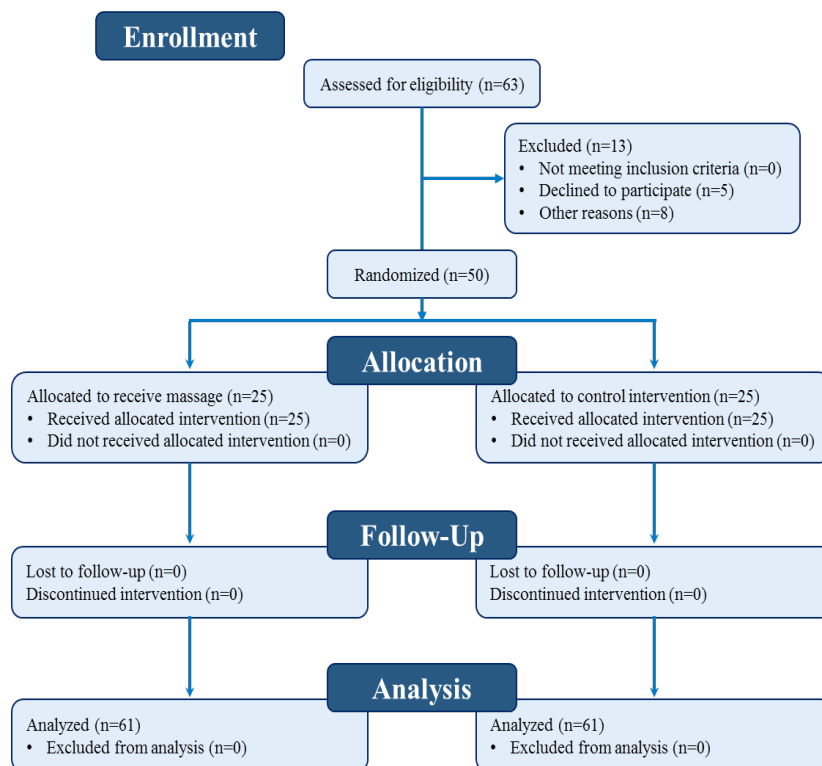 Enrollment
Assessed for eligibility (n=63)
Excluded (n=13)
• Not meeting inclusion criteria (n=0)
• Declined to participate (n=5)
• Other reasons (n=8)
Randomized (n=50)
Allocation
Allocated to receive massage (n=25)
• Received allocated intervention (n=25)
• Did not received allocated intervention (n=0)
Allocated to control intervention (n=25)
• Received allocated intervention (n=25)
• Did not received allocated intervention (n=0)
Follow-Up
Lost to follow-up (n=0)
Discontinued intervention (n=0)
Lost to follow-up (n=0)
Discontinued intervention (n=0)
Analysis
Analyzed (n=61)
• Excluded from analysis (n=0)
Analyzed (n=61)
• Excluded from analysis (n=0)